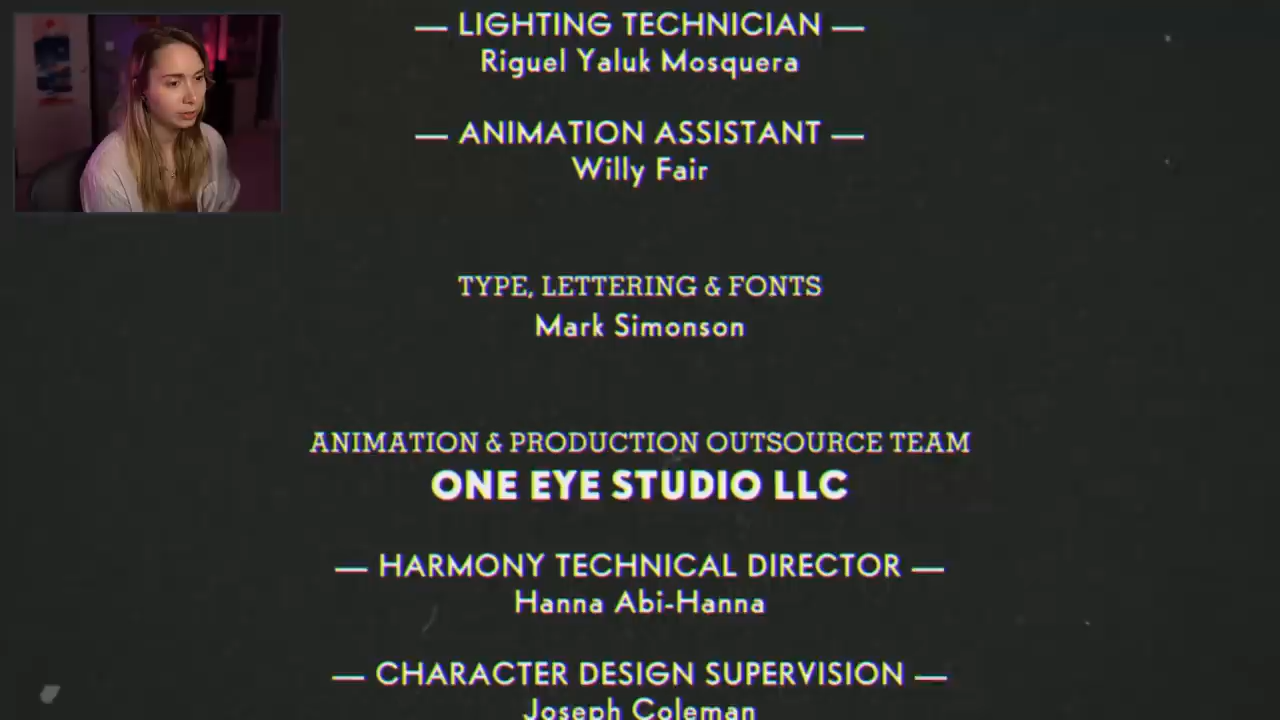 — LIGHTING TECHNICIAN —
Riguel Yaluk Mosquera
— ANIMATION ASSISTANT —
Willy Fair
TYPE, LETTERING & FONTS
Mark Simonson
ANIMATION & PRODUCTION OUTSOURCE TEAM
ONE EYE STUDIO LLC
— HARMONY TECHNICAL DIRECTOR —
Hanna Abi-Hanna
— CHARACTER DESIGN SUPERVISION —
Joseph Coleman